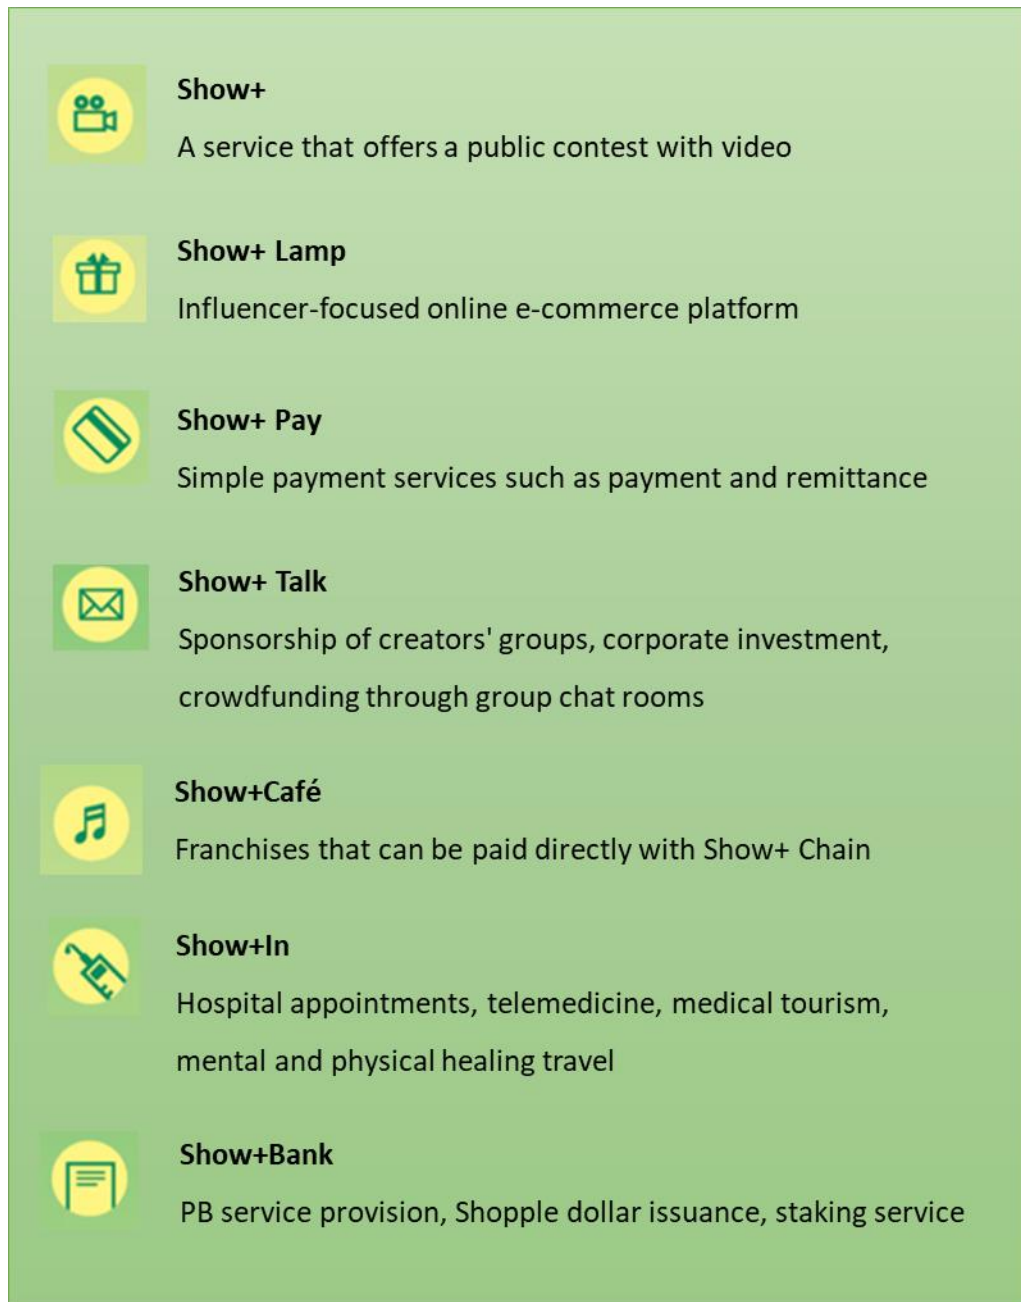 Show+
A service that offers a public contest with video
Show+ Lamp
Influencer-focused online e-commerce platform
Show+ Pay
Simple payment services such as payment and remittance
Show+ Talk
Sponsorship of creators' groups, corporate investment,
crowdfunding through group chat rooms
Show+Café
Franchises that can be paid directly with Show+ Chain
Show+In
Hospital appointments, telemedicine, medical tourism,
mental and physical healing travel
Show+Bank
PB service provision, Shopple dollar issuance, staking service